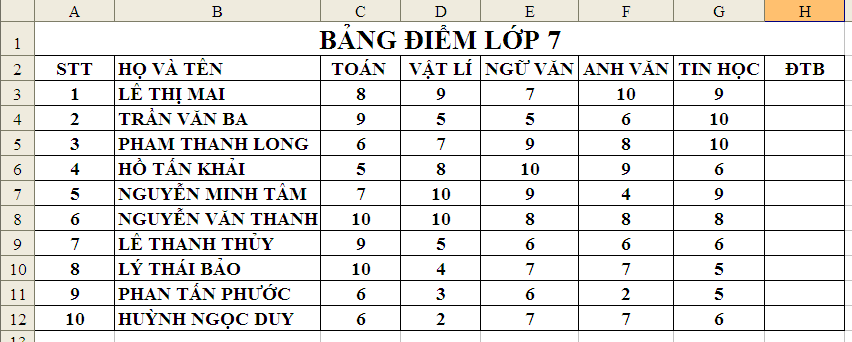 A B C D E F G H
1 BẢNG ĐIỂM LỚP 7
2 STT HỌ VÀ TÊN TOÁN VẬT LÍ NGỮ VĂN ANH VĂN TIN HỌC ĐTB
3 1 LÊ THỊ MAI 8 9 7 10 9
4 2 TRẦN VĂN BA 9 5 5 6 10
5 3 PHAM THANH LONG 6 7 9 8 10
6 4 HỒ TẤN KHẢI 5 8 10 9 6
7 5 NGUYỄN MINH TÂM 7 10 9 4 9
8 6 NGUYỄN VĂN THANH 10 10 8 8 8
9 7 LÊ THANH THỦY 9 5 6 6 6
10 8 LÝ THÁI BẢO 10 4 7 7 5
11 9 PHAN TẤN PHƯỚC 6 3 6 2 5
12 10 HUỲNH NGỌC DUY 6 2 7 7 6
13